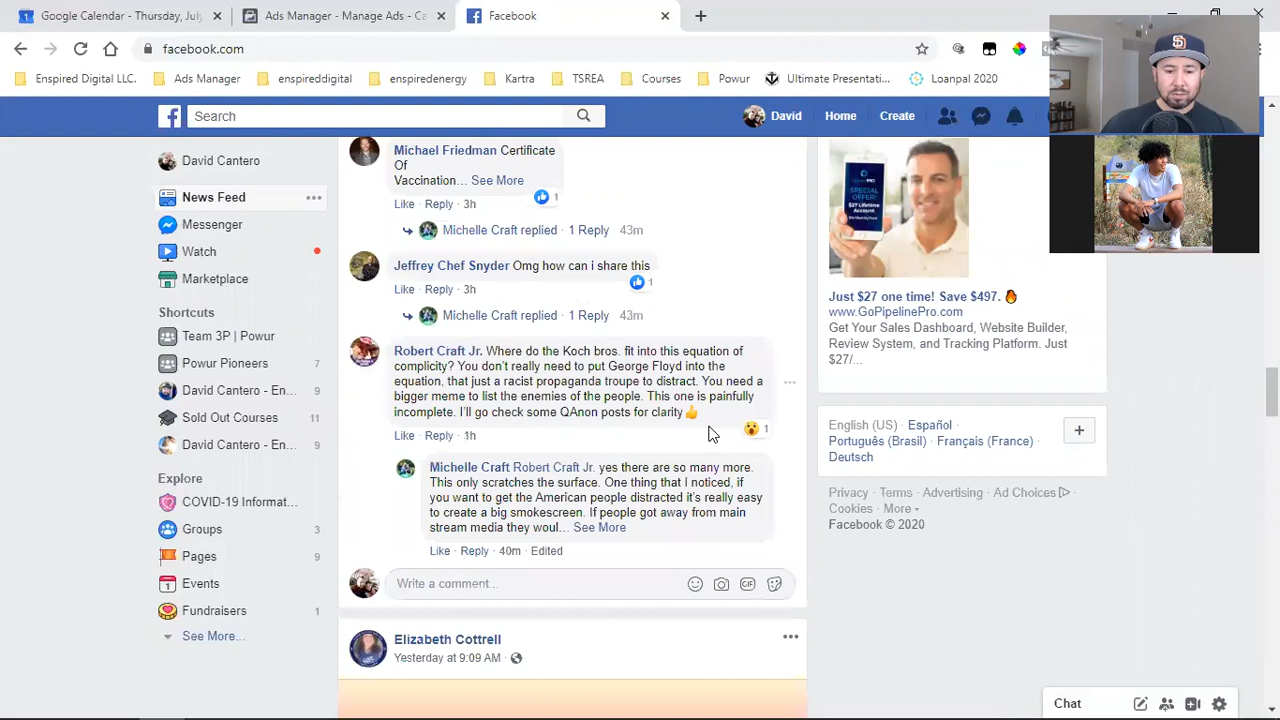 Google Calendar - Thursday, July
Ads Manager - Manage Ads - Ca
Facebook
facebook.com
Enspired Digital LLC.
Ads Manager
enspireddigital
enspiredenergy
Kartra
TSREA
Courses
Powur
Ultimate Presentati...
Loanpal 2020
Search
David
Home
Create
David Cantero
News Feed
Messenger
Watch
Marketplace
Shortcuts
Team 3P | Powur
Powur Pioneers 7
David Cantero - En... 9
Sold Out Courses 11
David Cantero - En... 9
Explore
COVID-19 Informat...
Groups 3
Pages 9
Events
Fundraisers 1
See More...
Michael Friedman Certificate
Of
Vaccination... See More
1
Like · Reply · 3h
Michelle Craft replied · 1 Reply 43m
Jeffrey Chef Snyder Omg how can i share this
1
Like · Reply · 3h
Michelle Craft replied · 1 Reply 43m
Robert Craft Jr. Where do the Koch bros. fit into this equation of
complicity? You don't really need to put George Floyd into the
equation, that just a racist propaganda troupe to distract. You need a
bigger meme to list the enemies of the people. This one is painfully
incomplete. I'll go check some QAnon posts for clarity👍
1
Like · Reply · 1h
Michelle Craft Robert Craft Jr. yes there are so many more.
This only scratches the surface. One thing that I noticed, if
you want to get the American people distracted it's really easy
to create a big smokescreen. If people got away from main
stream media they woul... See More
Like · Reply · 40m · Edited
Write a comment...
GIF
Elizabeth Cottrell
Yesterday at 9:09 AM
SPECIAL
OFFER!
$27 Lifetime
Account
Just $27 one time! Save $497. 🔥
www.GoPipelinePro.com
Get Your Sales Dashboard, Website Builder,
Review System, and Tracking Platform. Just
$27/...
English (US) · Español ·
Português (Brasil) · Français (France) ·
Deutsch
Privacy · Terms · Advertising · Ad Choices
Cookies · More
Facebook © 2020
Chat